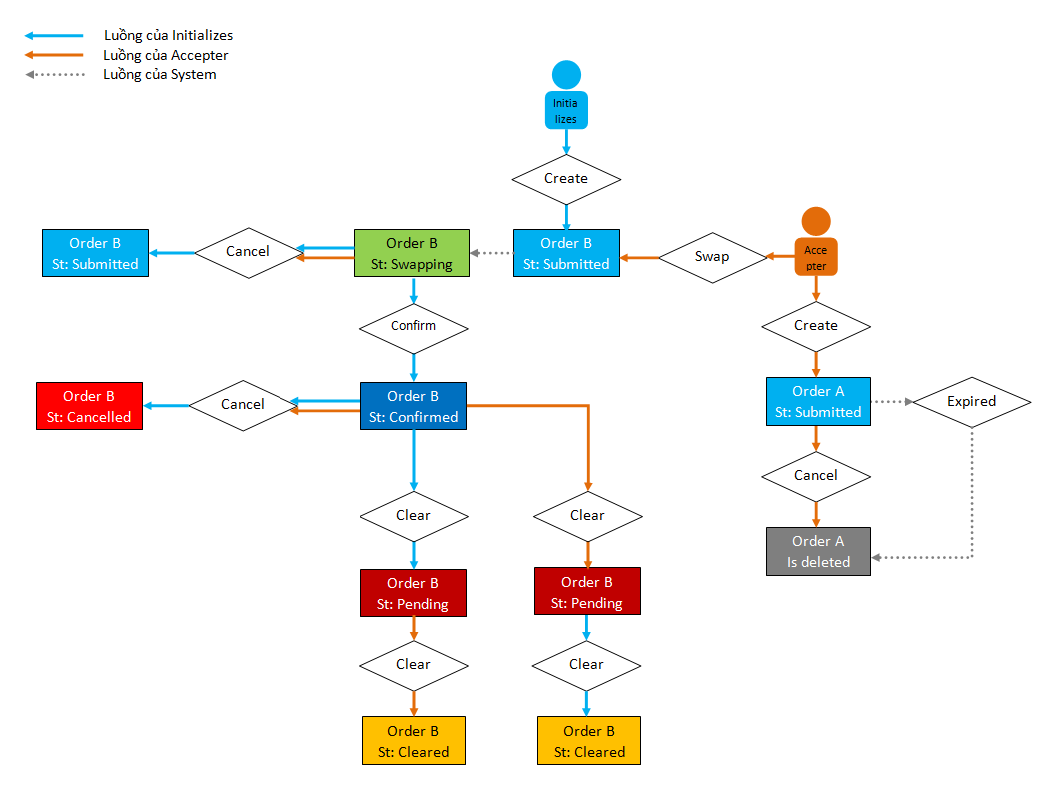 Luồng của Initializes
Luồng của Accepter
Luồng của System
Initia
lizes
Create
Order B
St: Submitted
Cancel
Order B
St: Swapping
Order B
St: Submitted
Swap
Acce
pter
Confirm
Create
Order B
St: Cancelled
Cancel
Order B
St: Confirmed
Order A
St: Submitted
Expired
Cancel
Clear
Clear
Order A
Is deleted
Order B
St: Pending
Order B
St: Pending
Clear
Clear
Order B
St: Cleared
Order B
St: Cleared